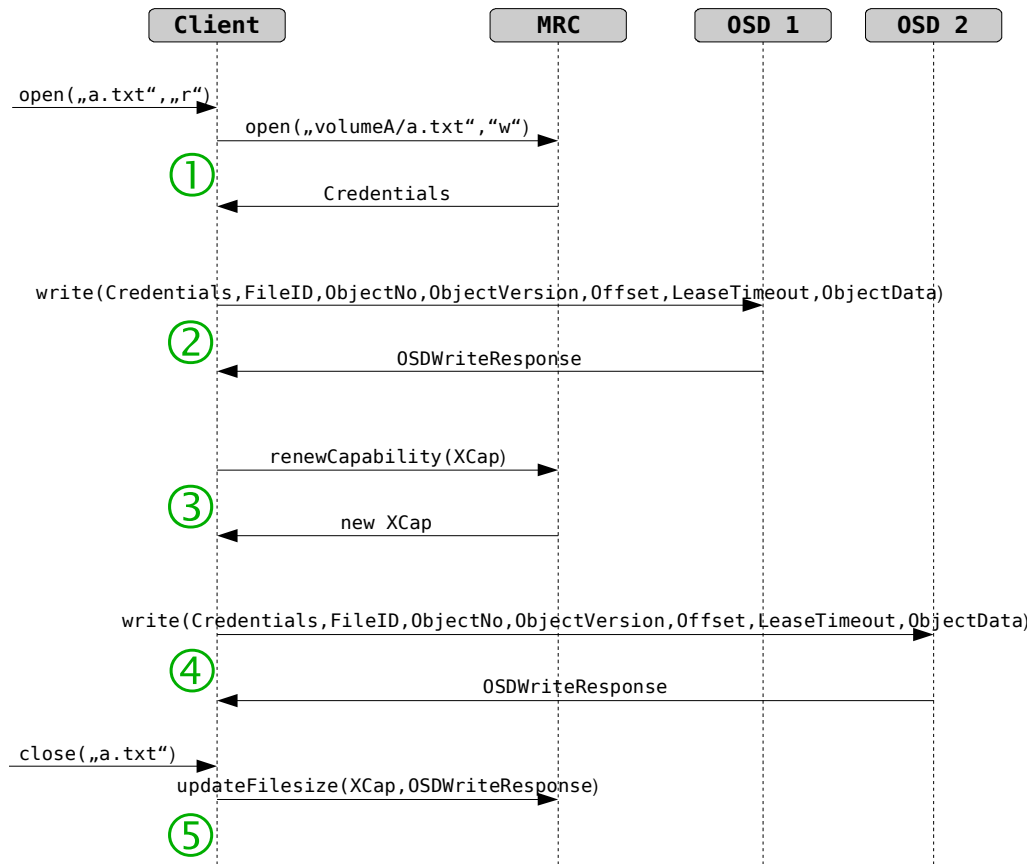 Client MRC OSD 1 OSD 2
open(„a.txt“,„r“)
open(„volumeA/a.txt“,“w“)
①
Credentials
write(Credentials,FileID,ObjectNo,ObjectVersion,Offset,LeaseTimeout,ObjectData)
②
OSDWriteResponse
renewCapability(XCap)
③
new XCap
write(Credentials,FileID,ObjectNo,ObjectVersion,Offset,LeaseTimeout,ObjectData)
④
OSDWriteResponse
close(„a.txt“)
updateFilesize(XCap,OSDWriteResponse)
⑤